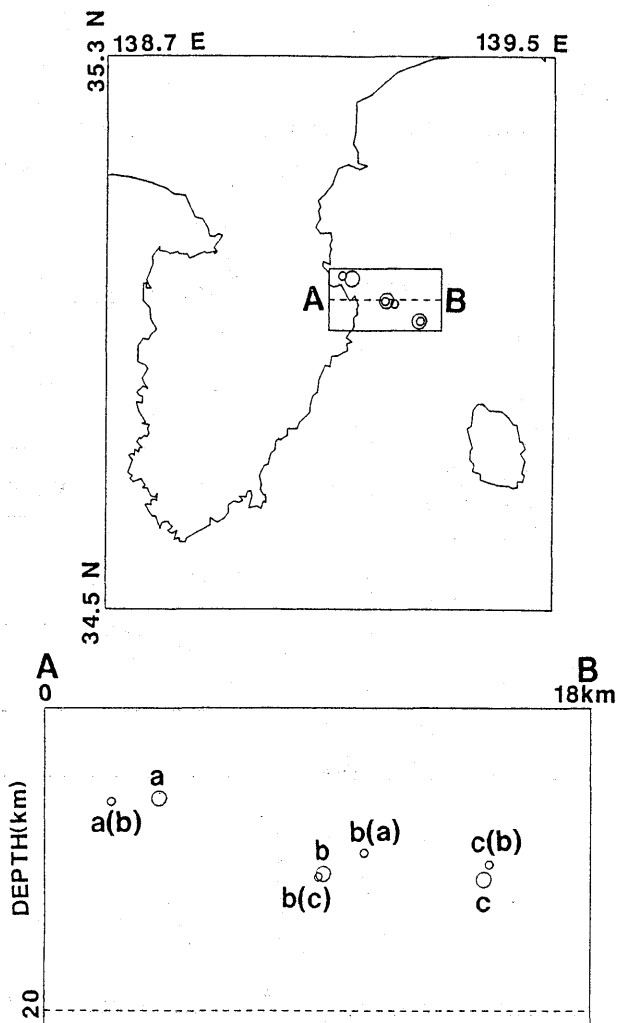 35.3 N
138.7 E
139.5 E
A
B
34.5 N
A
B
0
18km
DEPTH(km)
a
a(b)
b
b(a)
b(c)
c(b)
c
20